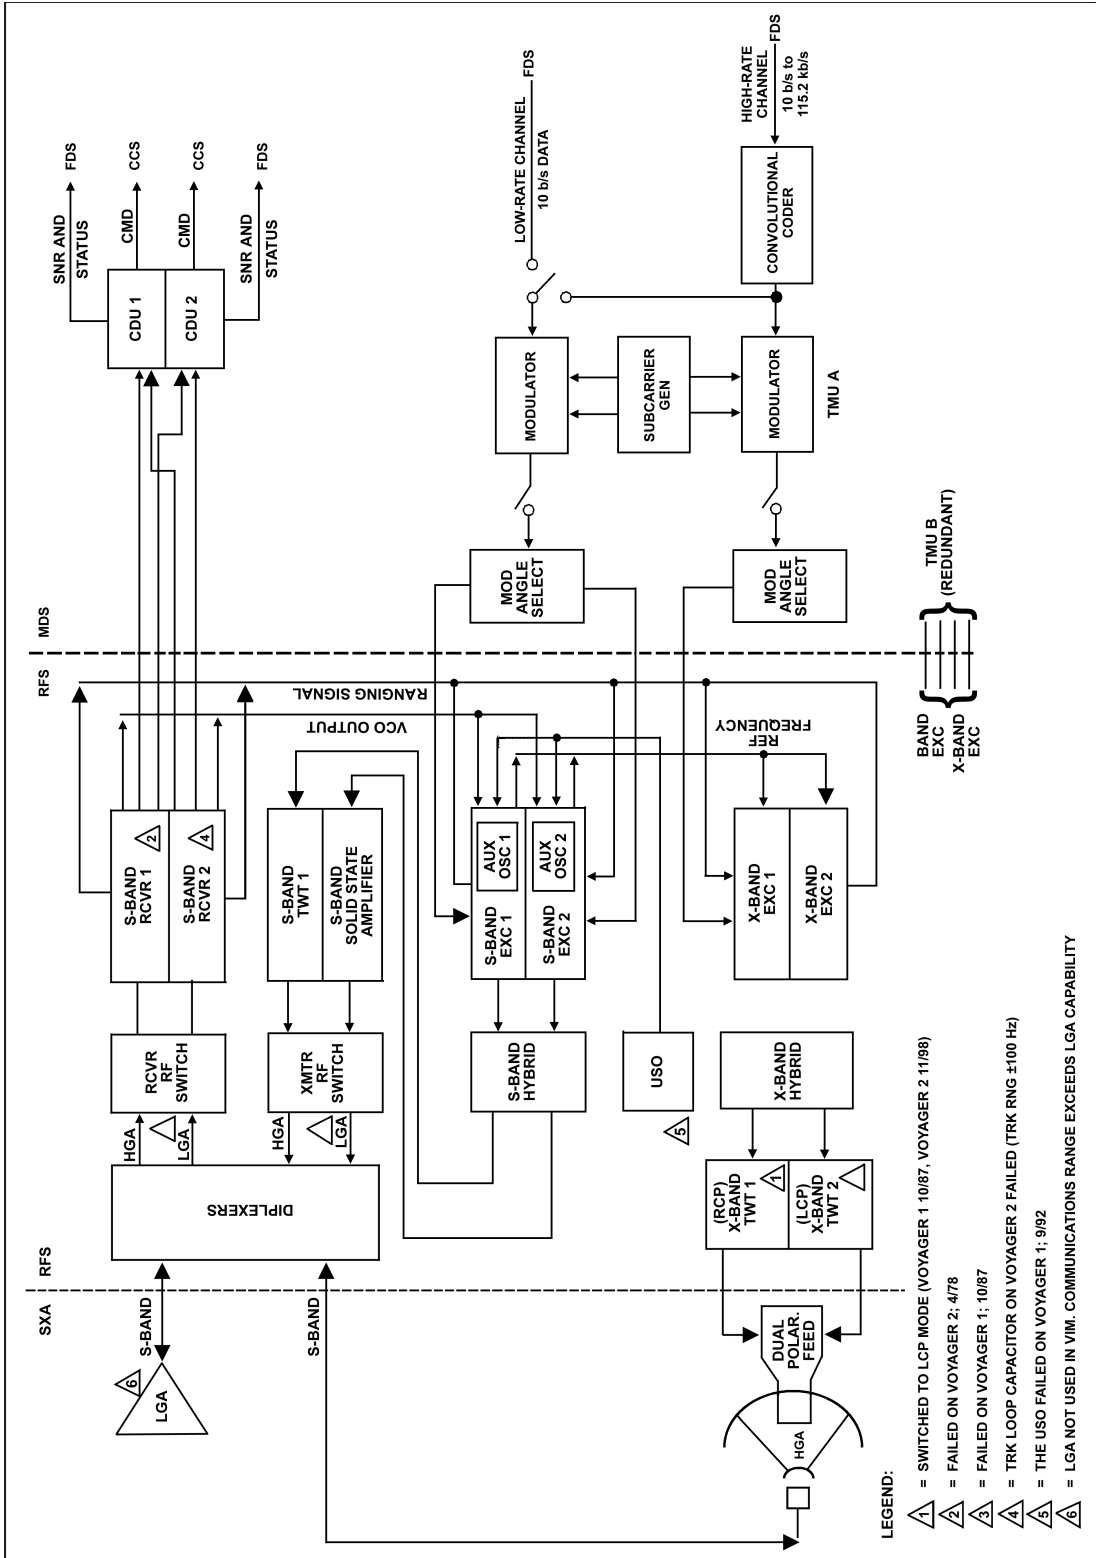 SXA
RFS
RFS
MDS
LGA
6
S-BAND
S-BAND
DIPLEXERS
HGA
LGA
RCVR
RF
SWITCH
S-BAND
RCVR 1
2
S-BAND
RCVR 2
4
CDU 1
CDU 2
SNR AND
STATUS
FDS
CMD
CCS
CMD
CCS
SNR AND
STATUS
FDS
HGA
LGA
XMTR
RF
SWITCH
S-BAND
TWT 1
S-BAND
SOLID STATE
AMPLIFIER
RANGING SIGNAL
VCO OUTPUT
S-BAND
HYBRID
S-BAND
EXC 1
AUX
OSC 1
S-BAND
EXC 2
AUX
OSC 2
MOD
ANGLE
SELECT
MODULATOR
LOW-RATE CHANNEL
10 b/s DATA
FDS
5
USO
REF
FREQUENCY
SUBCARRIER
GEN
HGA
DUAL
POLAR.
FEED
(RCP)
X-BAND
TWT 1
1
(LCP)
X-BAND
TWT 2
X-BAND
HYBRID
X-BAND
EXC 1
X-BAND
EXC 2
MOD
ANGLE
SELECT
MODULATOR
CONVOLUTIONAL
CODER
HIGH-RATE
CHANNEL
10 b/s to
115.2 kb/s
FDS
TMU A
BAND
EXC
X-BAND
EXC
TMU B
(REDUNDANT)
LEGEND:
1 = SWITCHED TO LCP MODE (VOYAGER 1 10/87, VOYAGER 2 11/98)
2 = FAILED ON VOYAGER 2; 4/78
3 = FAILED ON VOYAGER 1; 10/87
4 = TRK LOOP CAPACITOR ON VOYAGER 2 FAILED (TRK RNG ±100 Hz)
5 = THE USO FAILED ON VOYAGER 1; 9/92
6 = LGA NOT USED IN VIM. COMMUNICATIONS RANGE EXCEEDS LGA CAPABILITY